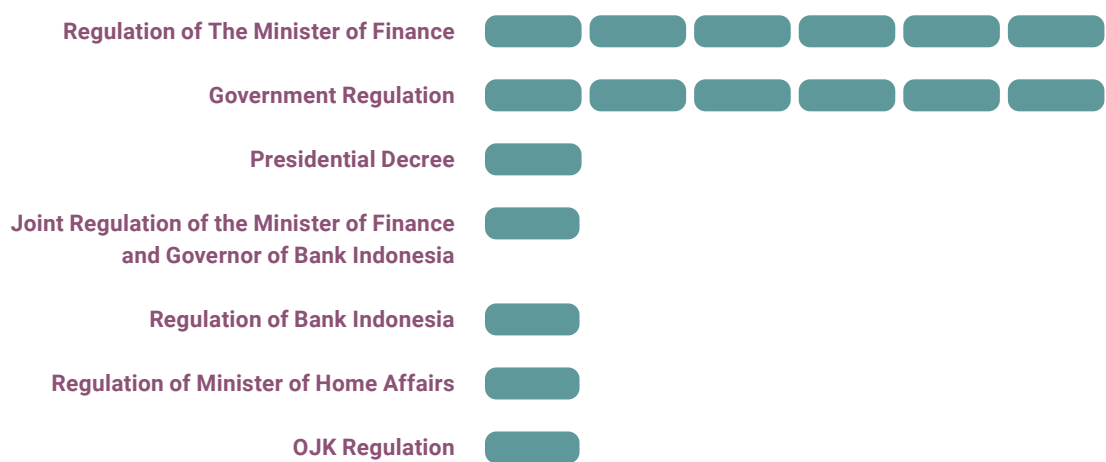 Regulation of The Minister of Finance
Government Regulation
Presidential Decree
Joint Regulation of the Minister of Finance
and Governor of Bank Indonesia
Regulation of Bank Indonesia
Regulation of Minister of Home Affairs
OJK Regulation